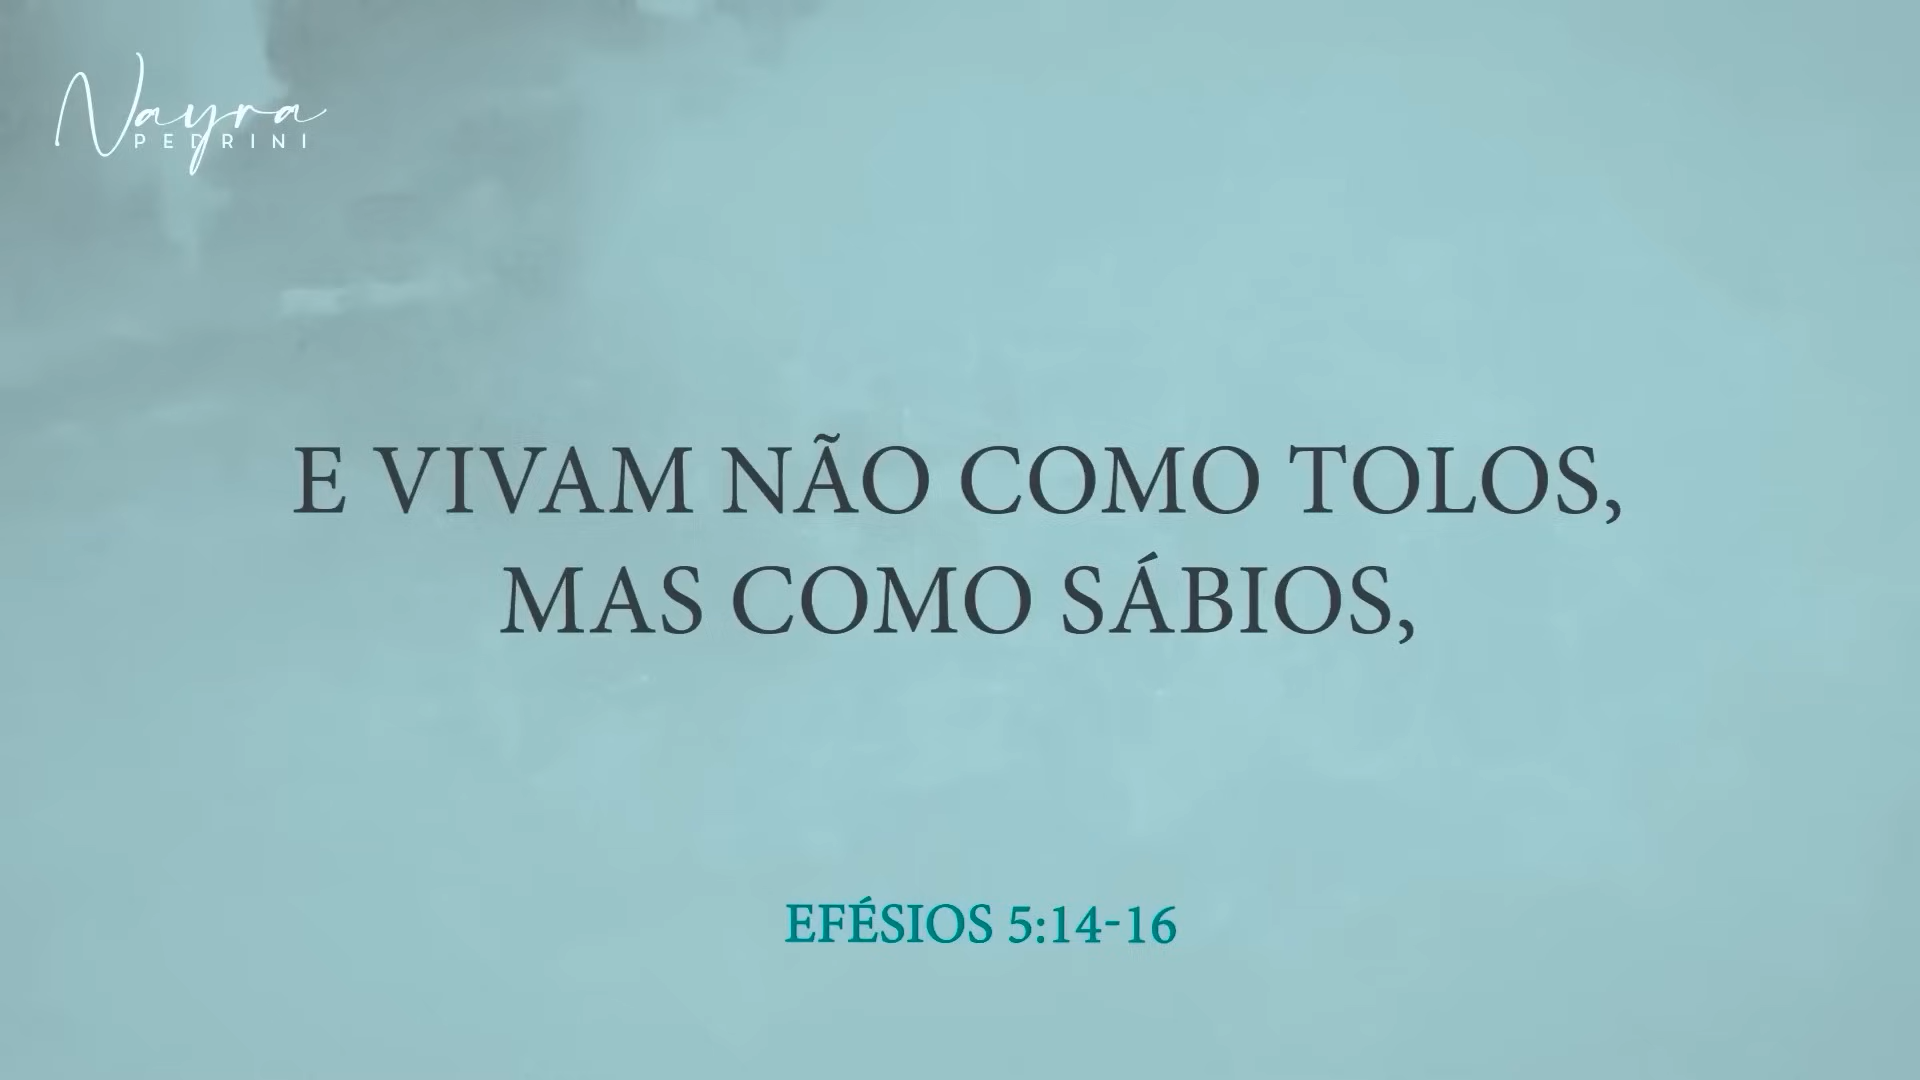 Nayra
PEDRINI
E VIVAM NÃO COMO TOLOS,
MAS COMO SÁBIOS,
EFÉSIOS 5:14-16